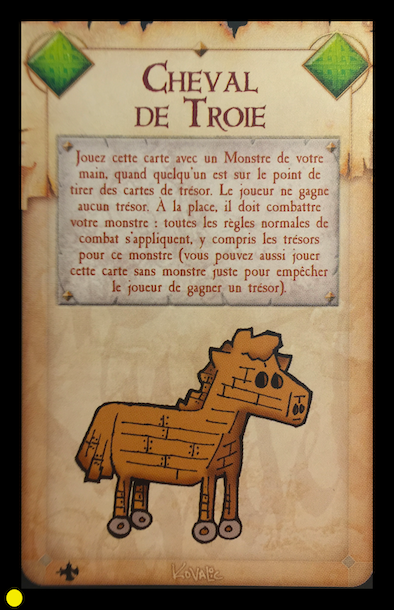 CHEVAL
DE TROIE
Jouez cette carte avec un Monstre de votre
main, quand quelqu'un est sur le point de
tirer des cartes de trésor. Le joueur ne gagne
aucun trésor. À la place, il doit combattre
votre monstre : toutes les règles normales de
combat s'appliquent, y compris les trésors
pour ce monstre (vous pouvez aussi jouer
cette carte sans monstre juste pour empêcher
le joueur de gagner un trésor).
KOVALIC